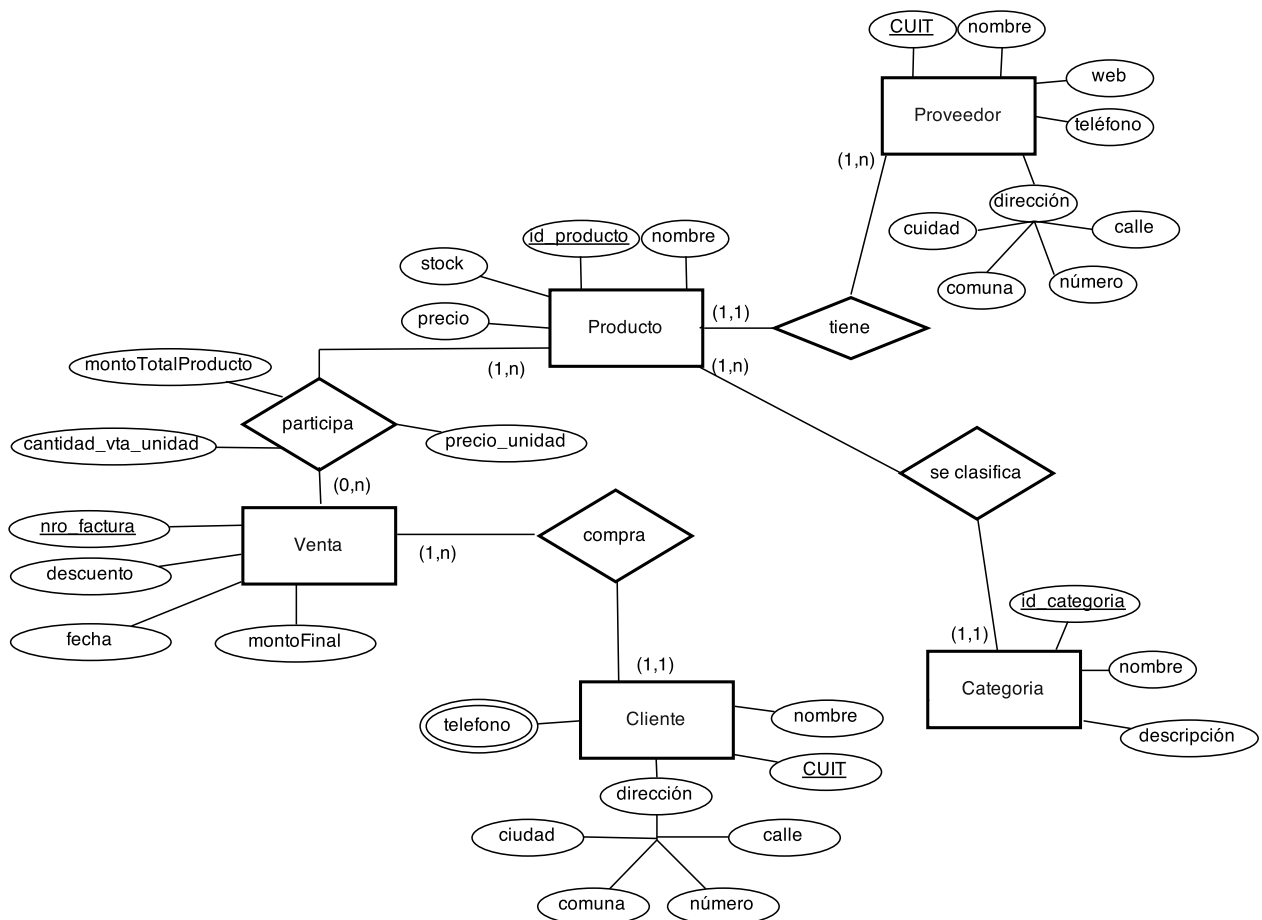 CUIT
nombre
web
Proveedor
teléfono
(1,n)
dirección
cuidad
calle
comuna
número
id_producto
nombre
stock
precio
Producto
(1,1)
tiene
(1,n)
(1,n)
montoTotalProducto
participa
cantidad_vta_unidad
precio_unidad
se clasifica
(0,n)
nro_factura
Venta
(1,n)
compra
descuento
fecha
montoFinal
id_categoria
(1,1)
(1,1)
nombre
Categoria
descripción
telefono
Cliente
nombre
CUIT
dirección
ciudad
calle
comuna
número